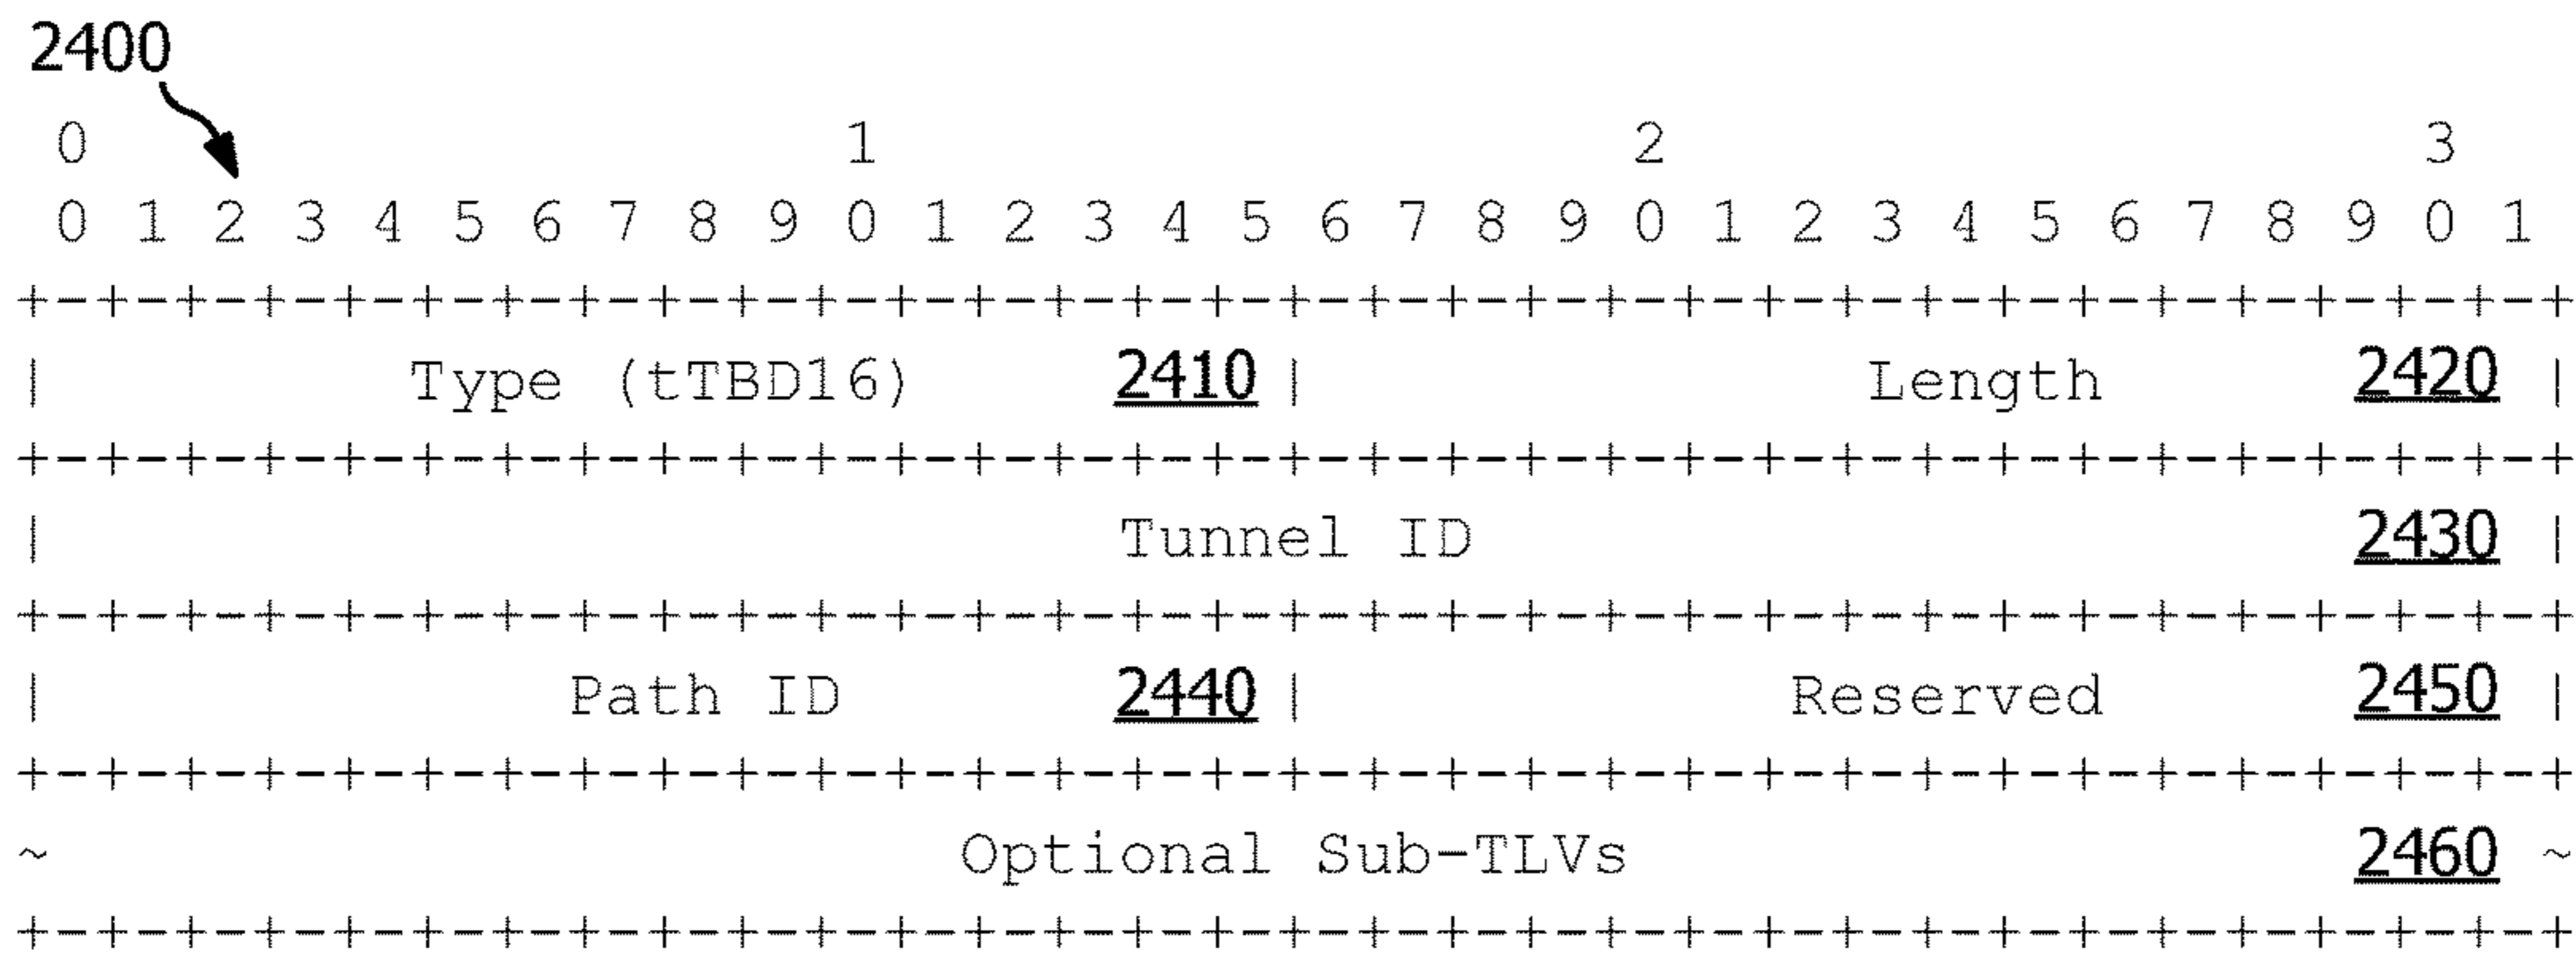 2400
0                   1                   2                   3
0 1 2 3 4 5 6 7 8 9 0 1 2 3 4 5 6 7 8 9 0 1 2 3 4 5 6 7 8 9 0 1
+-+-+-+-+-+-+-+-+-+-+-+-+-+-+-+-+-+-+-+-+-+-+-+-+-+-+-+-+-+-+-+-+
| Type (tTBD16) 2410 | Length 2420 |
+-+-+-+-+-+-+-+-+-+-+-+-+-+-+-+-+-+-+-+-+-+-+-+-+-+-+-+-+-+-+-+-+
| Tunnel ID 2430 |
+-+-+-+-+-+-+-+-+-+-+-+-+-+-+-+-+-+-+-+-+-+-+-+-+-+-+-+-+-+-+-+-+
| Path ID 2440 | Reserved 2450 |
+-+-+-+-+-+-+-+-+-+-+-+-+-+-+-+-+-+-+-+-+-+-+-+-+-+-+-+-+-+-+-+-+
~ Optional Sub-TLVs 2460 ~
+-+-+-+-+-+-+-+-+-+-+-+-+-+-+-+-+-+-+-+-+-+-+-+-+-+-+-+-+-+-+-+-+